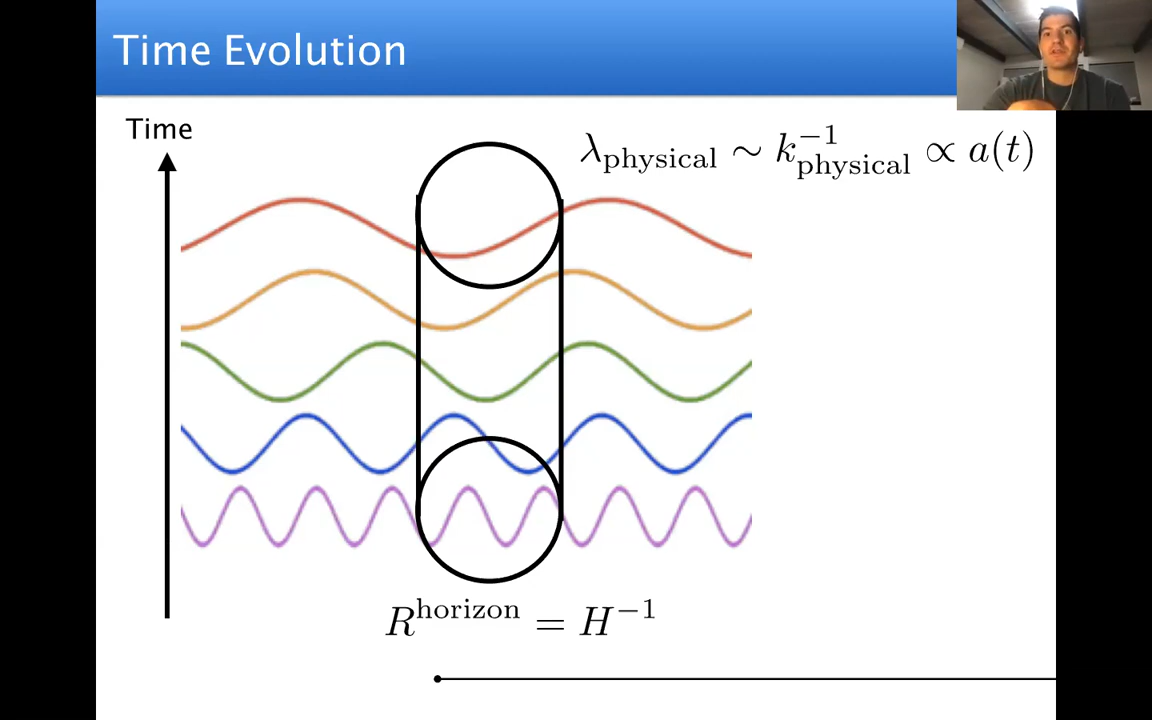 Time Evolution
Time
λ_physical ∼ k_physical^−1 ∝ a(t)
R^horizon = H^−1